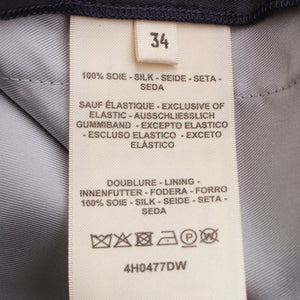 34
100% SOIE - SILK - SEIDE - SETA -
SEDA
SAUF ÉLASTIQUE - EXCLUSIVE OF
ELASTIC - AUSSCHLIESSLICH
GUMMIBAND - EXCEPTO ELASTICO
- ESCLUSO ELASTICO - EXCETO
ELÁSTICO
DOUBLURE - LINING -
INNENFUTTER - FODERA - FORRO
100% SOIE - SILK - SEIDE - SETA -
SEDA
4H0477DW